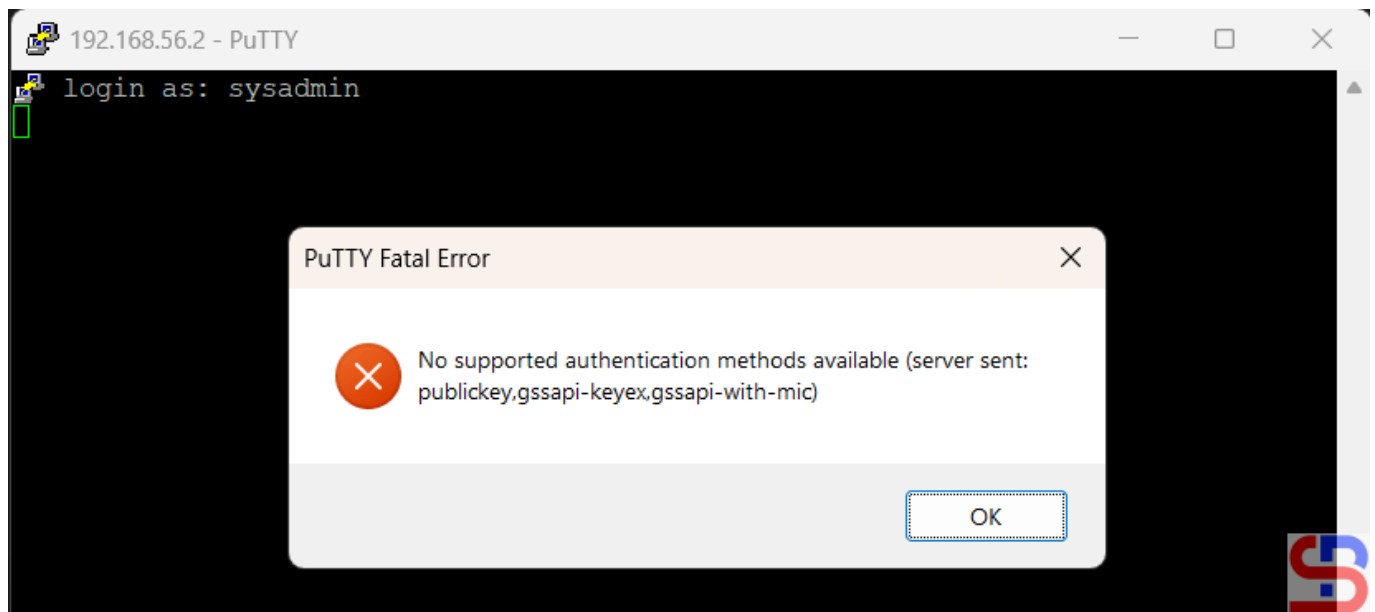 192.168.56.2 - PuTTY
login as: sysadmin
PuTTY Fatal Error
No supported authentication methods available (server sent:
publickey,gssapi-keyex,gssapi-with-mic)
OK